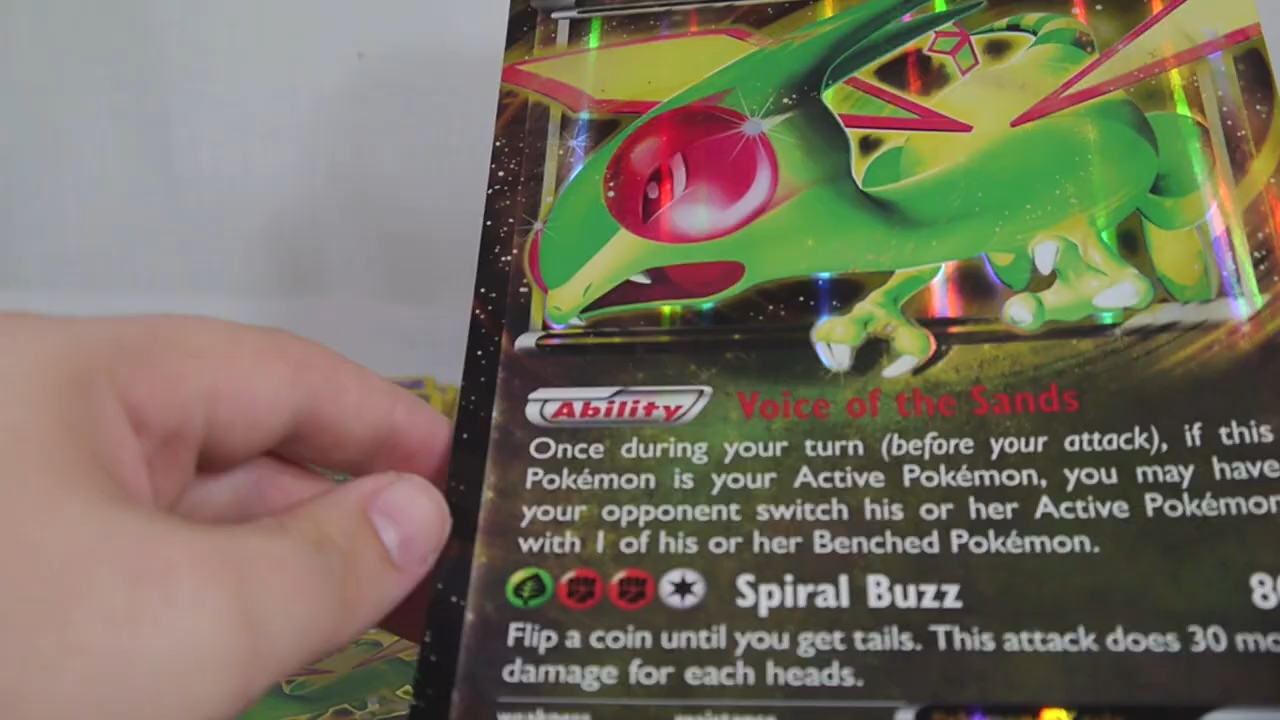 Ability Voice of the Sands
Once during your turn (before your attack), if this
Pokémon is your Active Pokémon, you may have
your opponent switch his or her Active Pokémon
with 1 of his or her Benched Pokémon.
Spiral Buzz
Flip a coin until you get tails. This attack does 30
damage for each heads.
weakness resistance